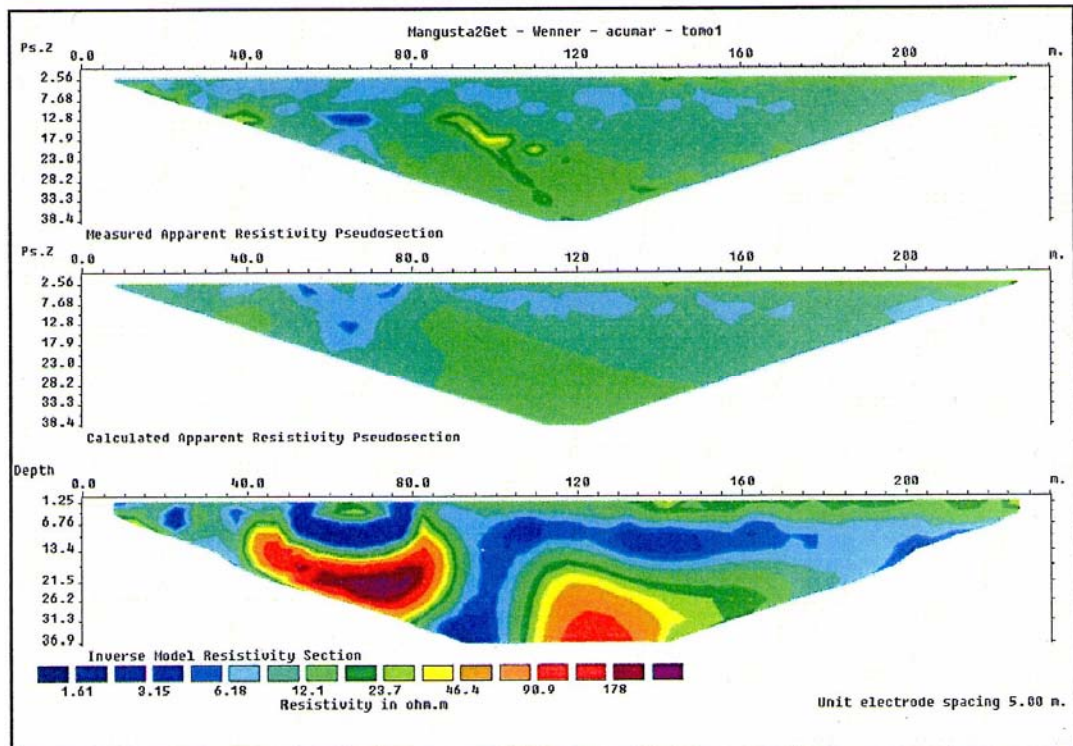 Mangusta2Get - Wenner - acumar - tomo1
Ps.Z 0.0 40.0 80.0 120 160 200 m.
2.56
7.68
12.8
17.9
23.0
28.2
33.3
38.4
Measured Apparent Resistivity Pseudosection
Ps.Z 0.0 40.0 80.0 120 160 200 m.
2.56
7.68
12.8
17.9
23.0
28.2
33.3
38.4
Calculated Apparent Resistivity Pseudosection
Depth 0.0 40.0 80.0 120 160 200 m.
1.25
6.76
13.4
21.5
26.2
31.3
36.9
Inverse Model Resistivity Section
1.61 3.15 6.18 12.1 23.7 46.4 90.9 178
Resistivity in ohm.m
Unit electrode spacing 5.00 m.